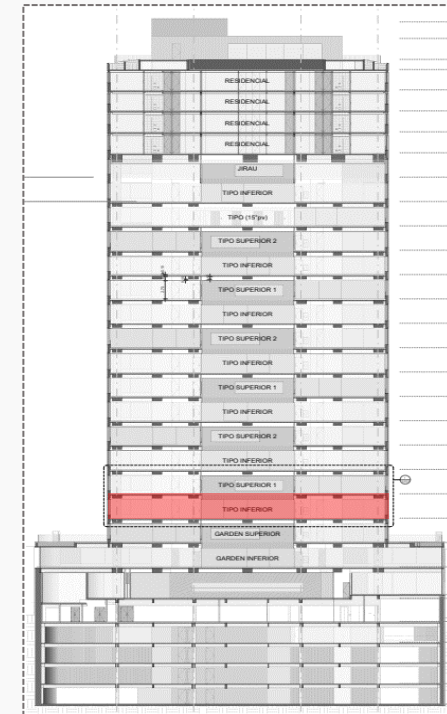 RESIDENCIAL
RESIDENCIAL
RESIDENCIAL
RESIDENCIAL
JIRAU
TIPO INFERIOR
TIPO (15°pv)
TIPO SUPERIOR 2
TIPO INFERIOR
TIPO SUPERIOR 1
TIPO INFERIOR
TIPO SUPERIOR 2
TIPO INFERIOR
TIPO SUPERIOR 1
TIPO INFERIOR
TIPO SUPERIOR 2
TIPO INFERIOR
TIPO SUPERIOR 1
TIPO INFERIOR
GARDEN SUPERIOR
GARDEN INFERIOR